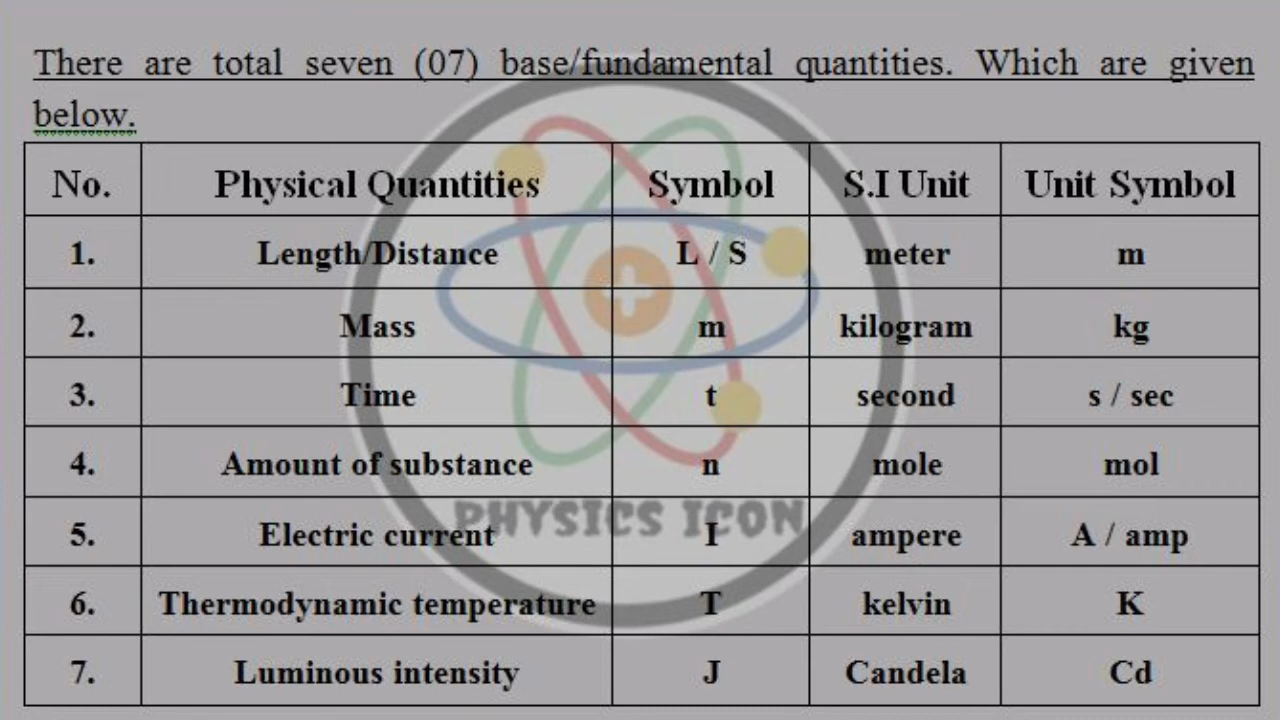 There are total seven (07) base/fundamental quantities. Which are given
below.
No. Physical Quantities Symbol S.I Unit Unit Symbol
1. Length/Distance L / S meter m
2. Mass m kilogram kg
3. Time t second s / sec
4. Amount of substance n mole mol
PHYSICS ICON
5. Electric current I ampere A / amp
6. Thermodynamic temperature T kelvin K
7. Luminous intensity J Candela Cd